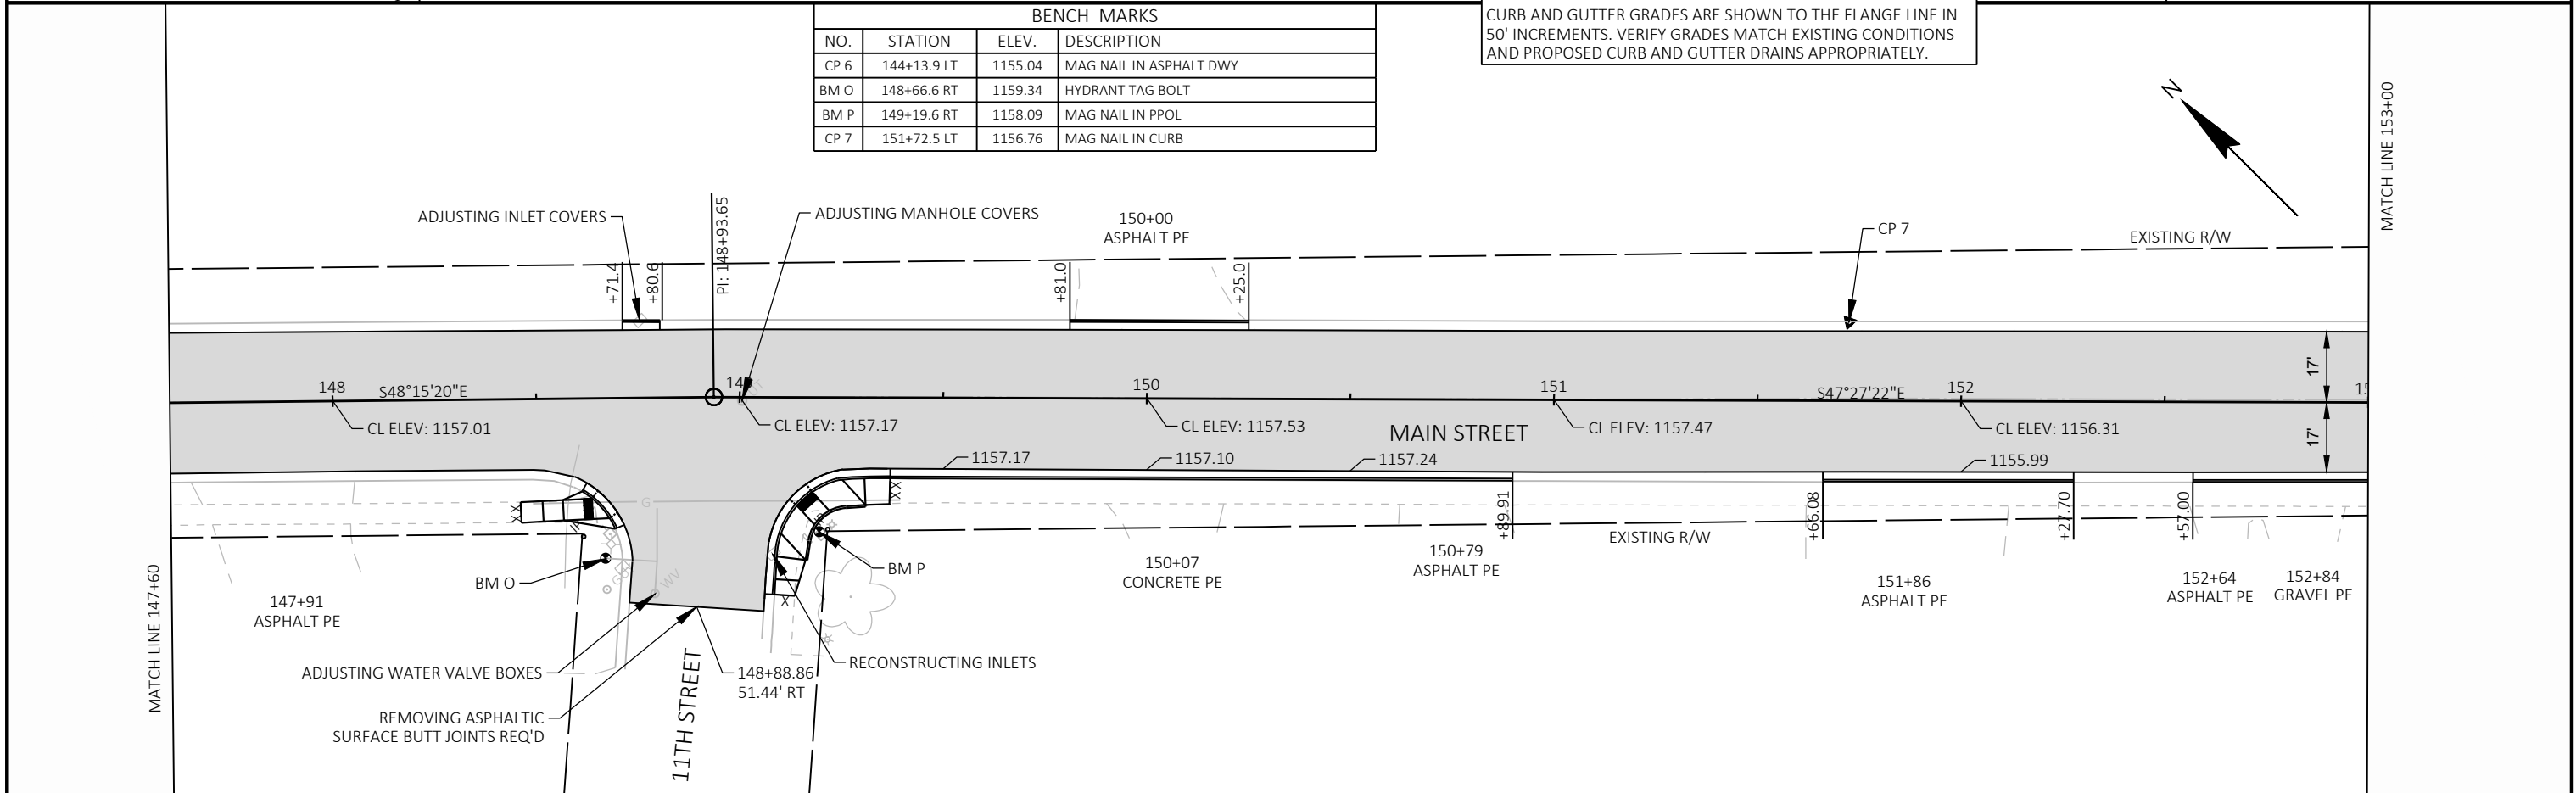 BENCH MARKS
NO. STATION ELEV. DESCRIPTION
CP 6 144+13.9 LT 1155.04 MAG NAIL IN ASPHALT DWY
BM O 148+66.6 RT 1159.34 HYDRANT TAG BOLT
BM P 149+19.6 RT 1158.09 MAG NAIL IN PPOL
CP 7 151+72.5 LT 1156.76 MAG NAIL IN CURB
CURB AND GUTTER GRADES ARE SHOWN TO THE FLANGE LINE IN
50' INCREMENTS. VERIFY GRADES MATCH EXISTING CONDITIONS
AND PROPOSED CURB AND GUTTER DRAINS APPROPRIATELY.
N
MATCH LINE 153+00
ADJUSTING INLET COVERS
PI: 148+93.65
ADJUSTING MANHOLE COVERS
150+00
ASPHALT PE
CP 7
EXISTING R/W
+71.4
+80.6
+81.0
+25.0
148
S48°15'20"E
149
150
151
S47°27'22"E
152
15
17'
17'
CL ELEV: 1157.01
CL ELEV: 1157.17
CL ELEV: 1157.53
CL ELEV: 1157.47
CL ELEV: 1156.31
MAIN STREET
1157.17
1157.10
1157.24
1155.99
XX
G
XX
+89.91
+66.08
+27.70
+57.00
EXISTING R/W
BM O
WV
X
BM P
147+91
ASPHALT PE
150+07
CONCRETE PE
150+79
ASPHALT PE
151+86
ASPHALT PE
152+64
ASPHALT PE
152+84
GRAVEL PE
MATCH LINE 147+60
ADJUSTING WATER VALVE BOXES
REMOVING ASPHALTIC
SURFACE BUTT JOINTS REQ'D
11TH STREET
148+88.86
51.44' RT
RECONSTRUCTING INLETS